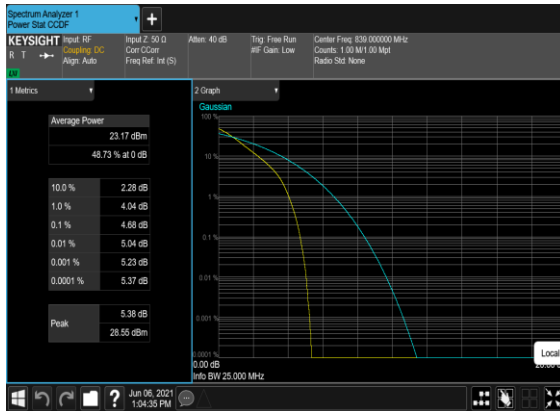 Spectrum Analyzer 1
Power Stat CCDF
+
KEYSIGHT
R T
LXI
Input: RF
Coupling: DC
Align: Auto
Input Z: 50 Ω
Corr CCorr
Freq Ref: Int (S)
Atten: 40 dB
Trig: Free Run
#IF Gain: Low
Center Freq: 839.000000 MHz
Counts: 1.00 M/1.00 Mpt
Radio Std: None
1 Metrics
Average Power
23.17 dBm
48.73 % at 0 dB
10.0 % 2.28 dB
1.0 % 4.04 dB
0.1 % 4.68 dB
0.01 % 5.04 dB
0.001 % 5.23 dB
0.0001 % 5.37 dB
Peak
5.38 dB
28.55 dBm
2 Graph
Gaussian
100 %
10 %
1 %
0.1 %
0.01 %
0.001 %
0.0001 %
0.00 dB
Info BW 25.000 MHz
Local
?
Jun 06, 2021
1:04:35 PM